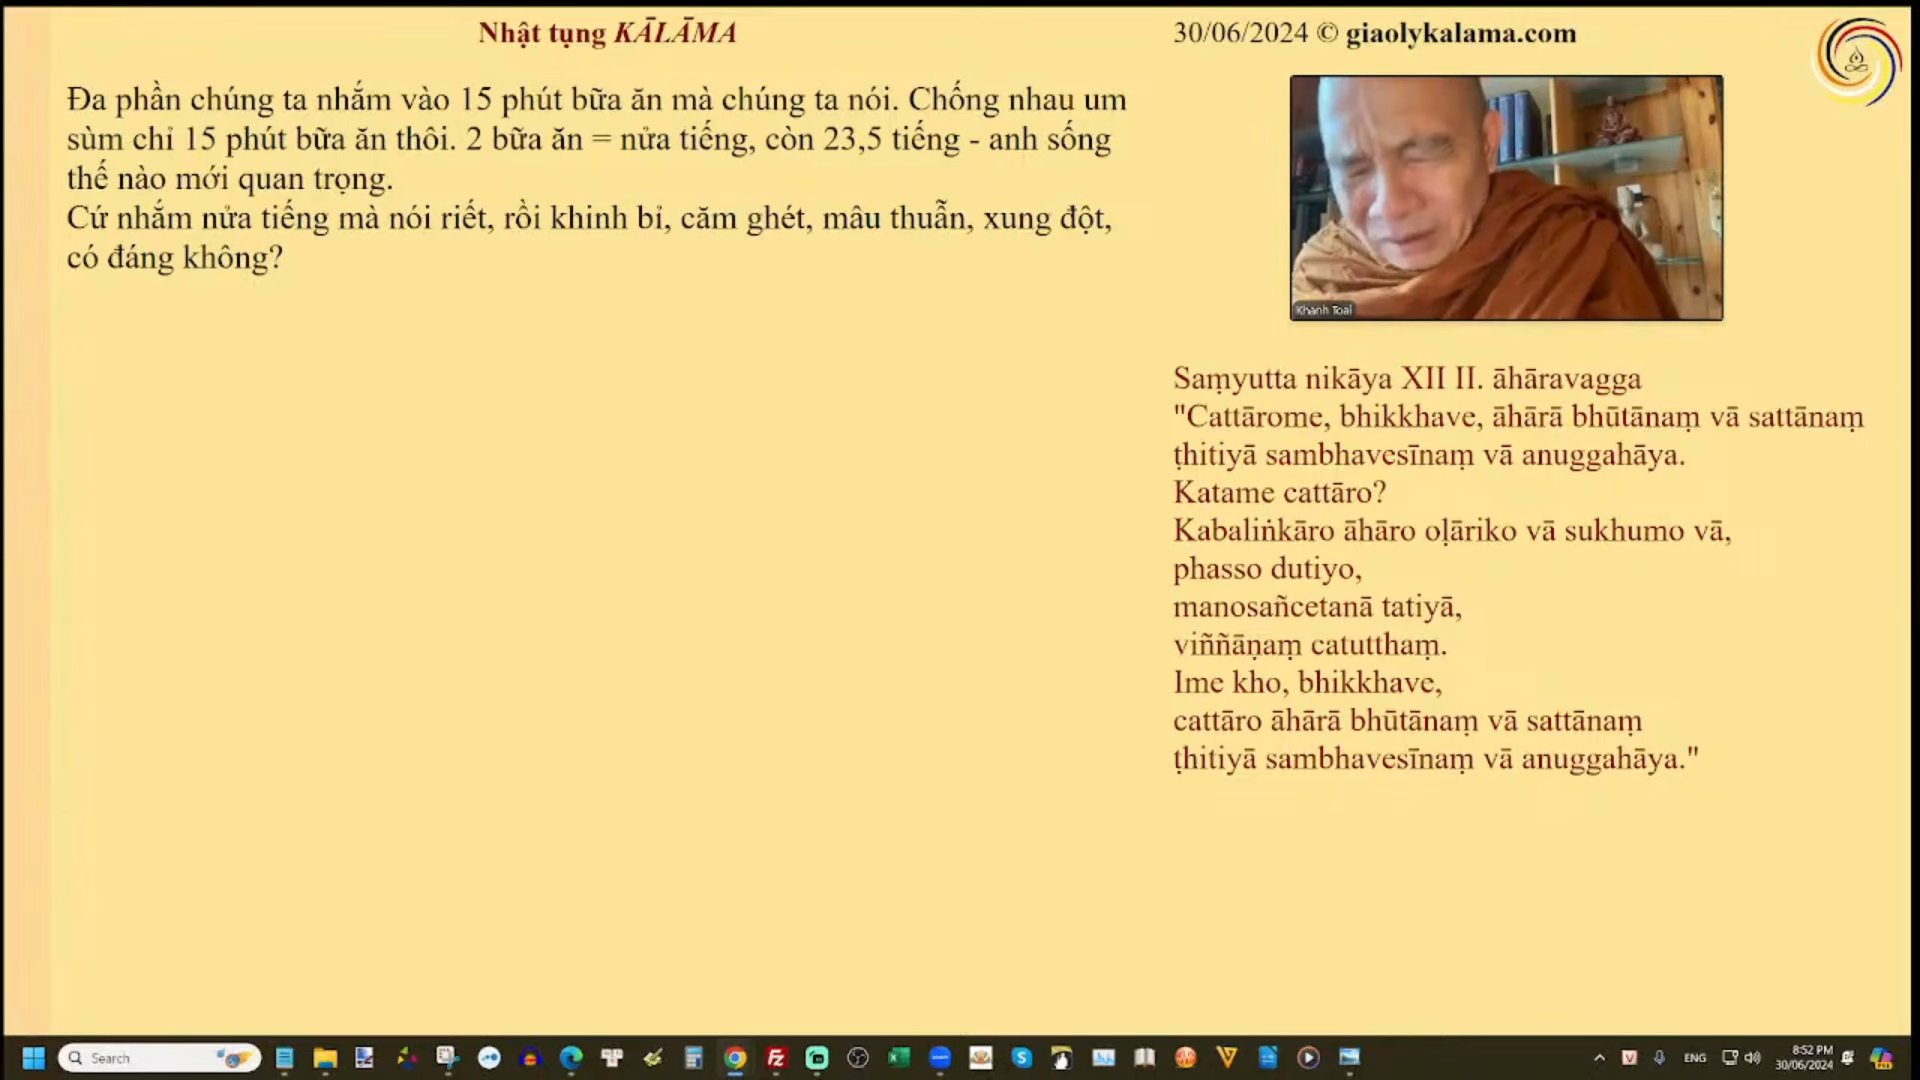 Nhật tụng KĀLĀMA
30/06/2024 © giaolykalama.com
Đa phần chúng ta nhắm vào 15 phút bữa ăn mà chúng ta nói. Chống nhau um
sùm chỉ 15 phút bữa ăn thôi. 2 bữa ăn = nửa tiếng, còn 23,5 tiếng - anh sống
thế nào mới quan trọng.
Cứ nhắm nửa tiếng mà nói riết, rồi khinh bỉ, căm ghét, mâu thuẫn, xung đột,
có đáng không?
Khanh Toai
Saṃyutta nikāya XII II. āhāravagga
"Cattārome, bhikkhave, āhārā bhūtānaṃ vā sattānaṃ
ṭhitiyā sambhavesīnaṃ vā anuggahāya.
Katame cattāro?
Kabaliṅkāro āhāro oḷāriko vā sukhumo vā,
phasso dutiyo,
manosañcetanā tatiyā,
viññāṇaṃ catutthaṃ.
Ime kho, bhikkhave,
cattāro āhārā bhūtānaṃ vā sattānaṃ
ṭhitiyā sambhavesīnaṃ vā anuggahāya."
Search
ENG
8:52 PM
30/06/2024